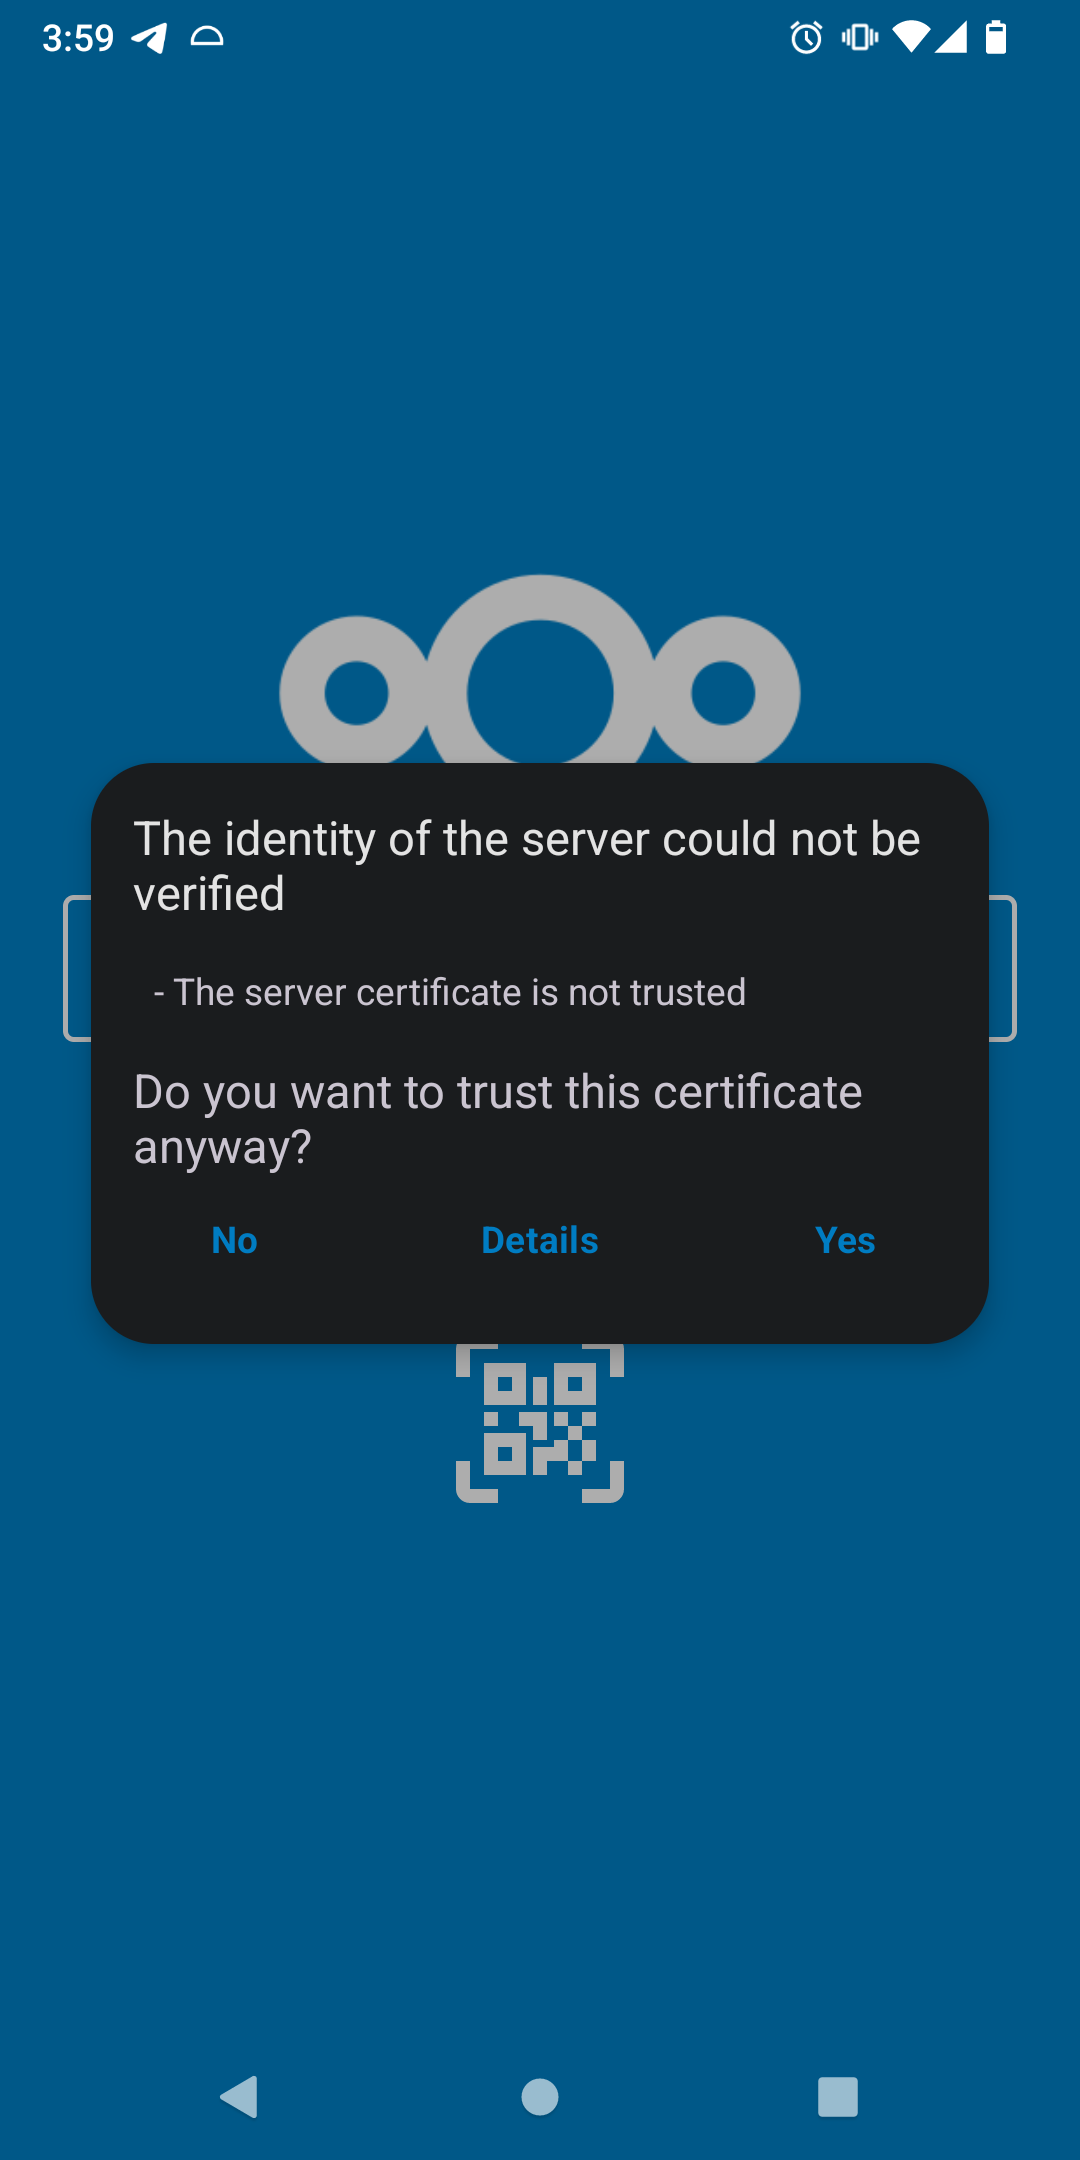 3:59
The identity of the server could not be
verified
- The server certificate is not trusted
Do you want to trust this certificate
anyway?
No Details Yes